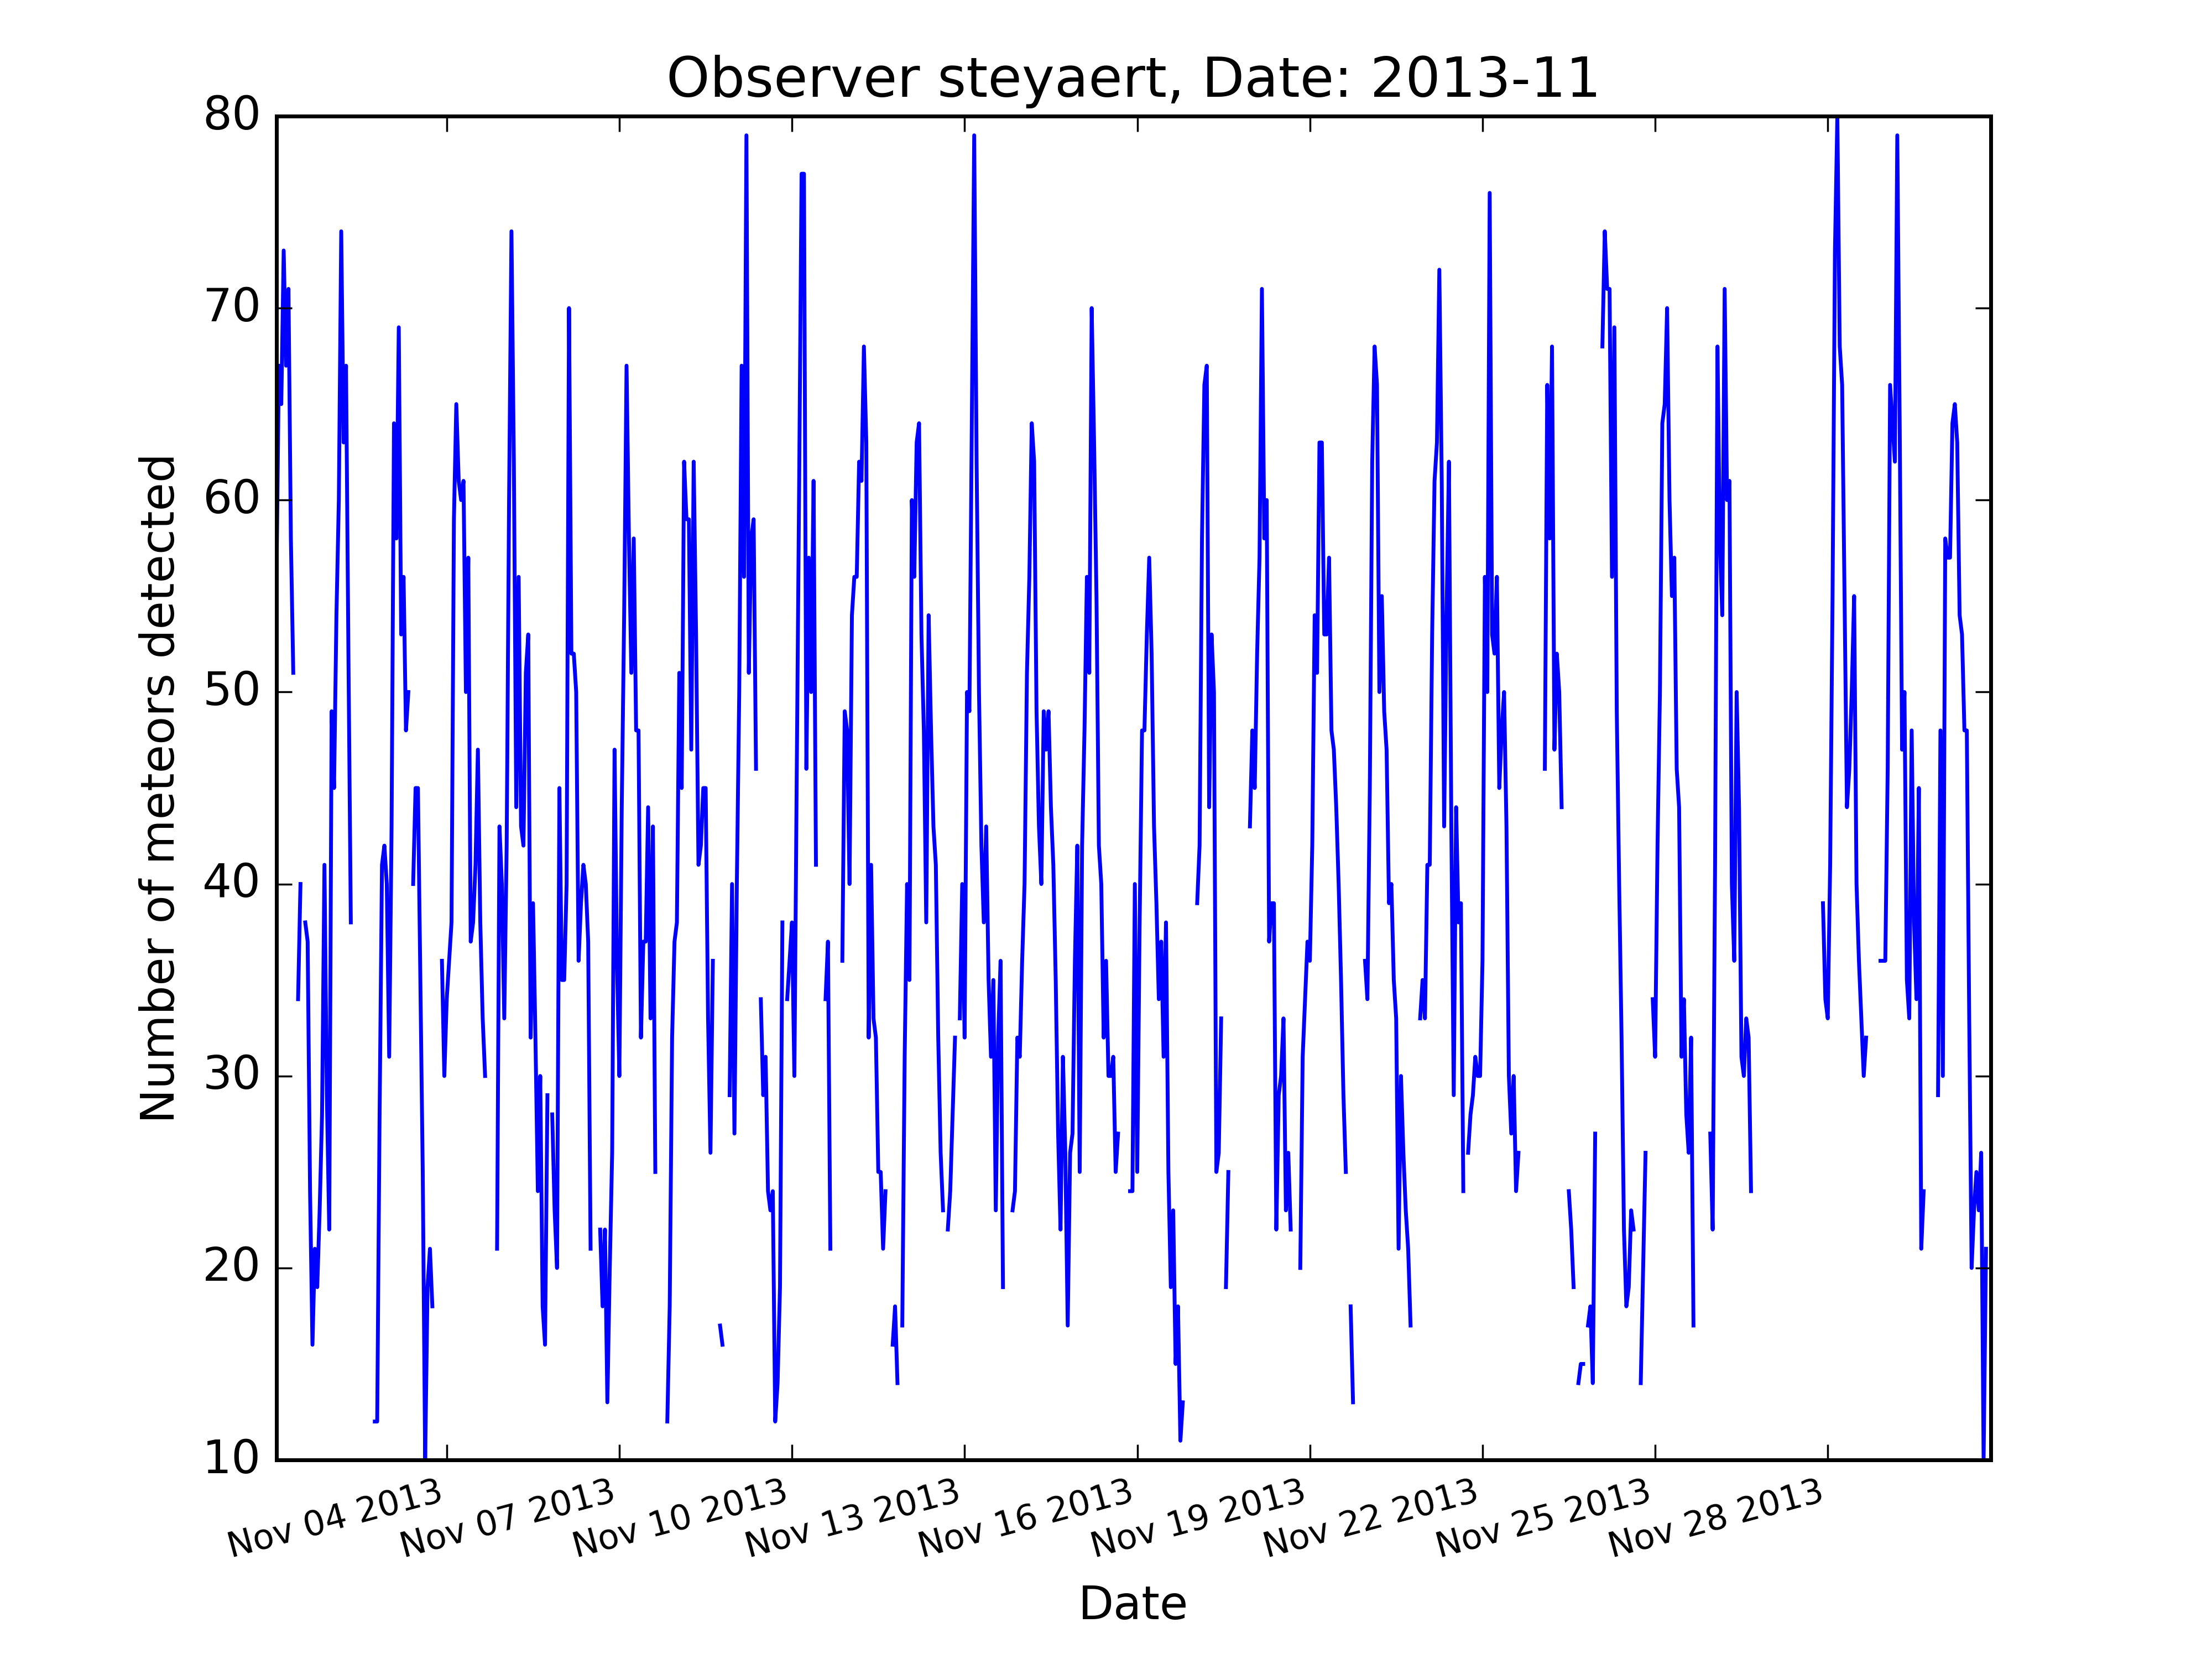 Observer steyaert, Date: 2013-11
Number of meteors detected
80
70
60
50
40
30
20
10
Nov 04 2013
Nov 07 2013
Nov 10 2013
Nov 13 2013
Nov 16 2013
Nov 19 2013
Nov 22 2013
Nov 25 2013
Nov 28 2013
Date